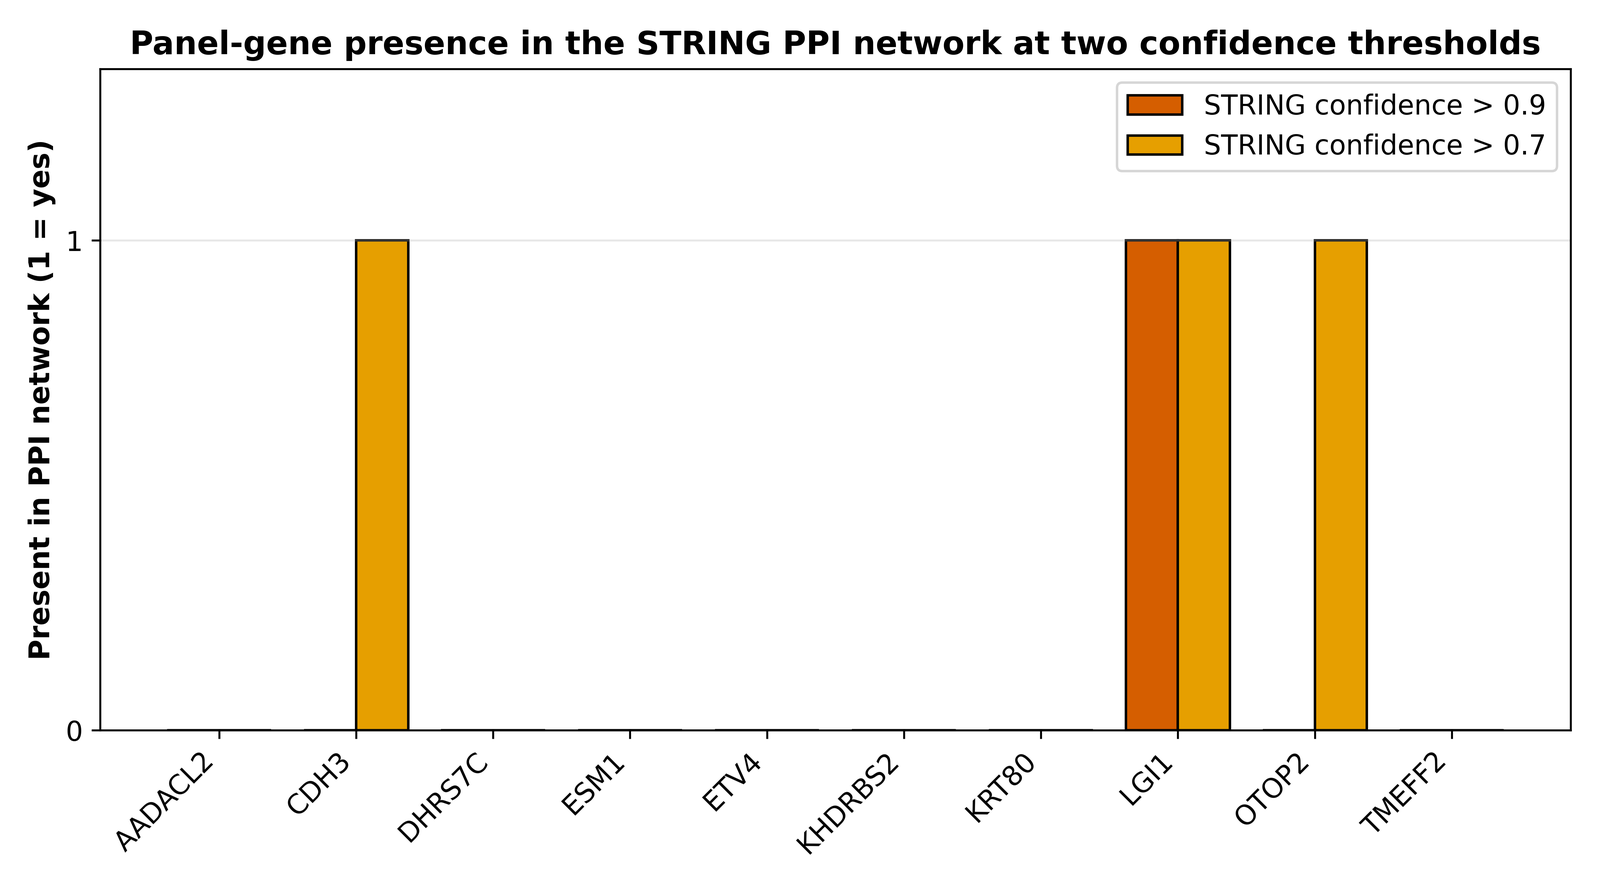 Panel-gene presence in the STRING PPI network at two confidence thresholds
STRING confidence > 0.9
STRING confidence > 0.7
Present in PPI network (1 = yes)
1
0
AADACL2
CDH3
DHRS7C
ESM1
ETV4
KHDRBS2
KRT80
LGI1
OTOP2
TMEFF2